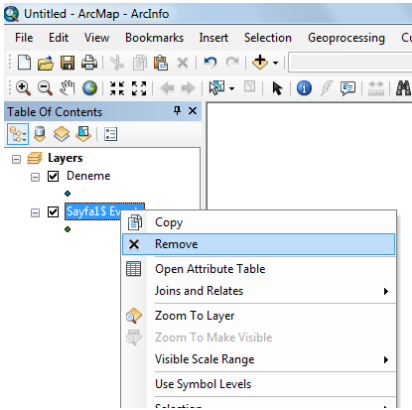 Untitled - ArcMap - ArcInfo
File Edit View Bookmarks Insert Selection Geoprocessing
Table Of Contents
Layers
Deneme
Sayfa1$
Copy
Remove
Open Attribute Table
Joins and Relates
Zoom To Layer
Zoom To Make Visible
Visible Scale Range
Use Symbol Levels
Selection